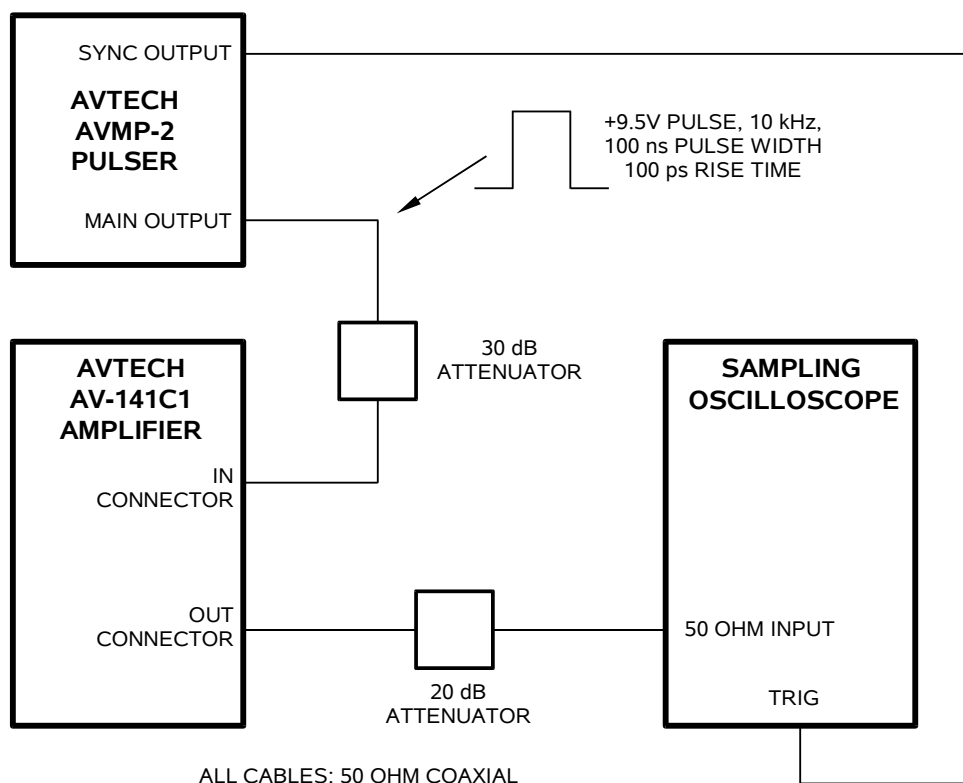 SYNC OUTPUT
AVTECH
AVMP-2
PULSER
MAIN OUTPUT
+9.5V PULSE, 10 kHz,
100 ns PULSE WIDTH
100 ps RISE TIME
30 dB
ATTENUATOR
AVTECH
AV-141C1
AMPLIFIER
IN
CONNECTOR
OUT
CONNECTOR
20 dB
ATTENUATOR
SAMPLING
OSCILLOSCOPE
50 OHM INPUT
TRIG
ALL CABLES: 50 OHM COAXIAL